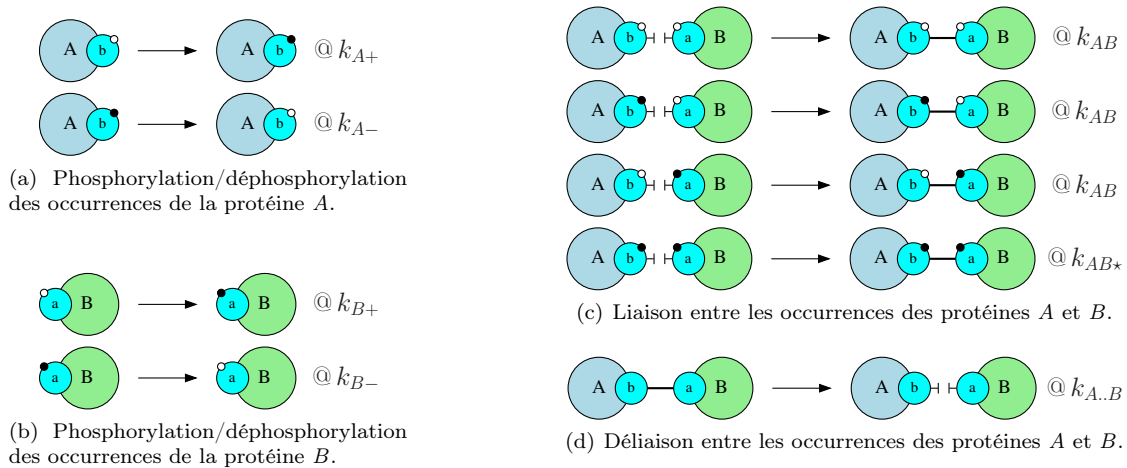 A b A b @ k_{A+}
A b A b @ k_{A−}
(a) Phosphorylation/déphosphorylation
des occurrences de la protéine A.
a B a B @ k_{B+}
a B a B @ k_{B−}
(b) Phosphorylation/déphosphorylation
des occurrences de la protéine B.
A b a B A b a B @ k_{AB}
A b a B A b a B @ k_{AB}
A b a B A b a B @ k_{AB}
A b a B A b a B @ k_{AB⋆}
(c) Liaison entre les occurrences des protéines A et B.
A b a B A b a B @ k_{A..B}
(d) Déliaison entre les occurrences des protéines A et B.